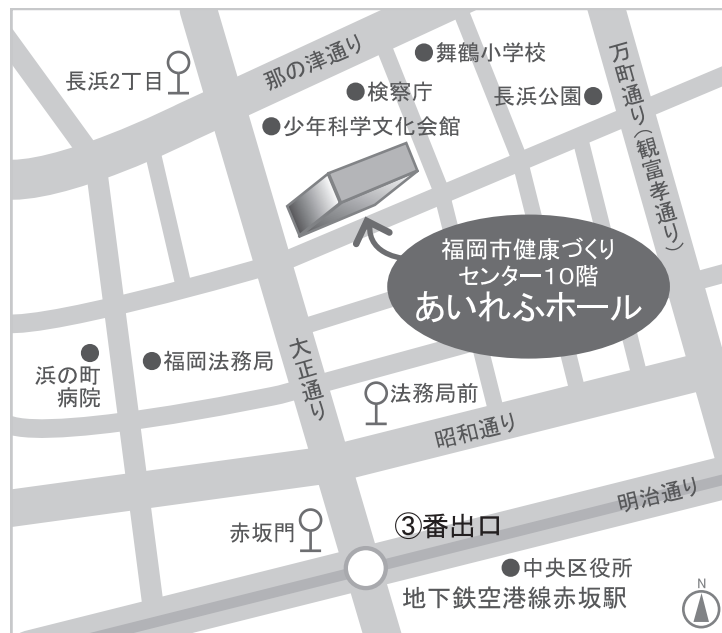 舞鶴小学校
那の津通り
長浜2丁目
検察庁
長浜公園
万町通り(観富孝通り)
少年科学文化会館
福岡市健康づくり
センター10階
あいれふホール
大正通り
浜の町
病院
福岡法務局
法務局前
昭和通り
明治通り
赤坂門
③番出口
中央区役所
地下鉄空港線赤坂駅
N